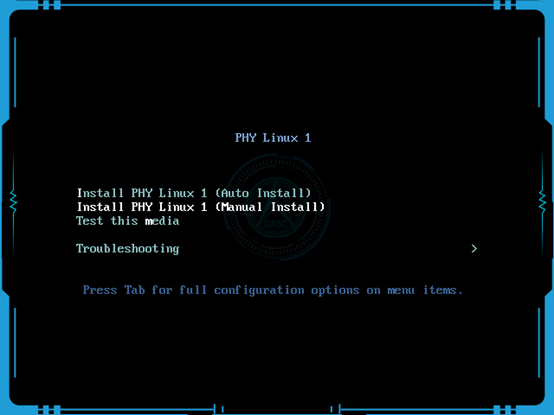 PHY Linux 1
Install PHY Linux 1 (Auto Install)
Install PHY Linux 1 (Manual Install)
Test this media
Troubleshooting >
Press Tab for full configuration options on menu items.